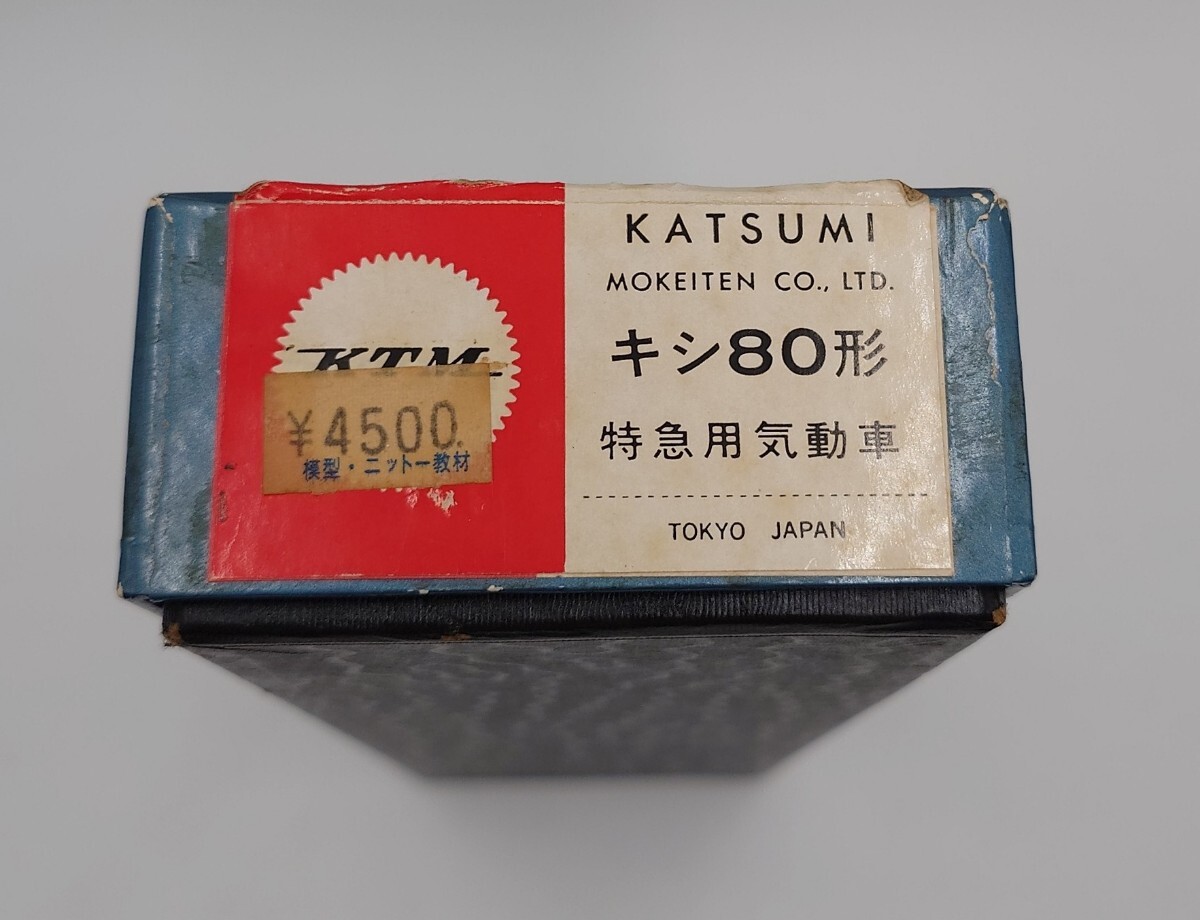 KTM
¥4500.
模型・ニットー教材
KATSUMI
MOKEITEN CO., LTD.
キシ80形
特急用気動車
TOKYO JAPAN